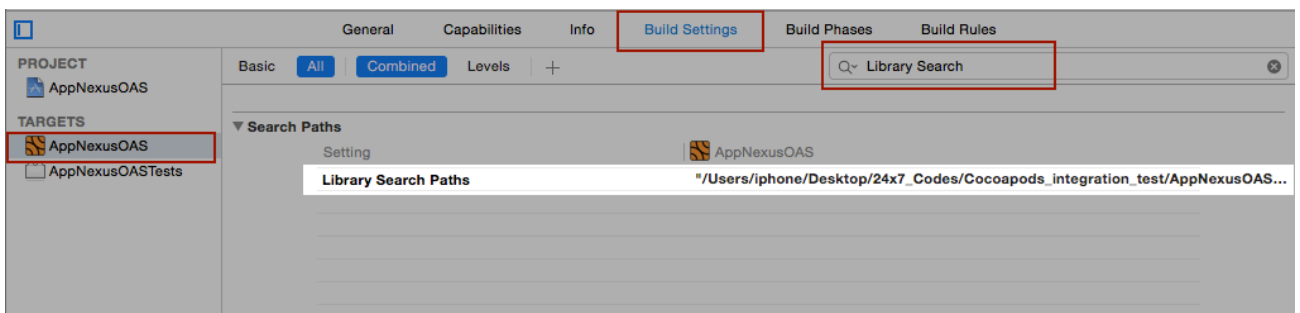 General Capabilities Info Build Settings Build Phases Build Rules
PROJECT
AppNexusOAS
TARGETS
AppNexusOAS
AppNexusOASTests
Basic All Combined Levels + Library Search
Search Paths
Setting AppNexusOAS
Library Search Paths "/Users/iphone/Desktop/24x7_Codes/Cocoapods_integration_test/AppNexusOAS...